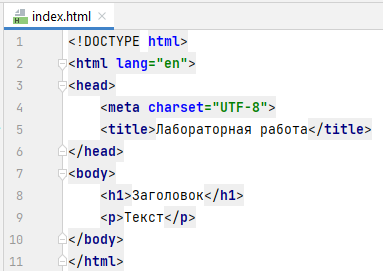 index.html
1 <!DOCTYPE html>
2 <html lang="en">
3 <head>
4     <meta charset="UTF-8">
5     <title>Лабораторная работа</title>
6 </head>
7 <body>
8     <h1>Заголовок</h1>
9     <p>Текст</p>
10 </body>
11 </html>